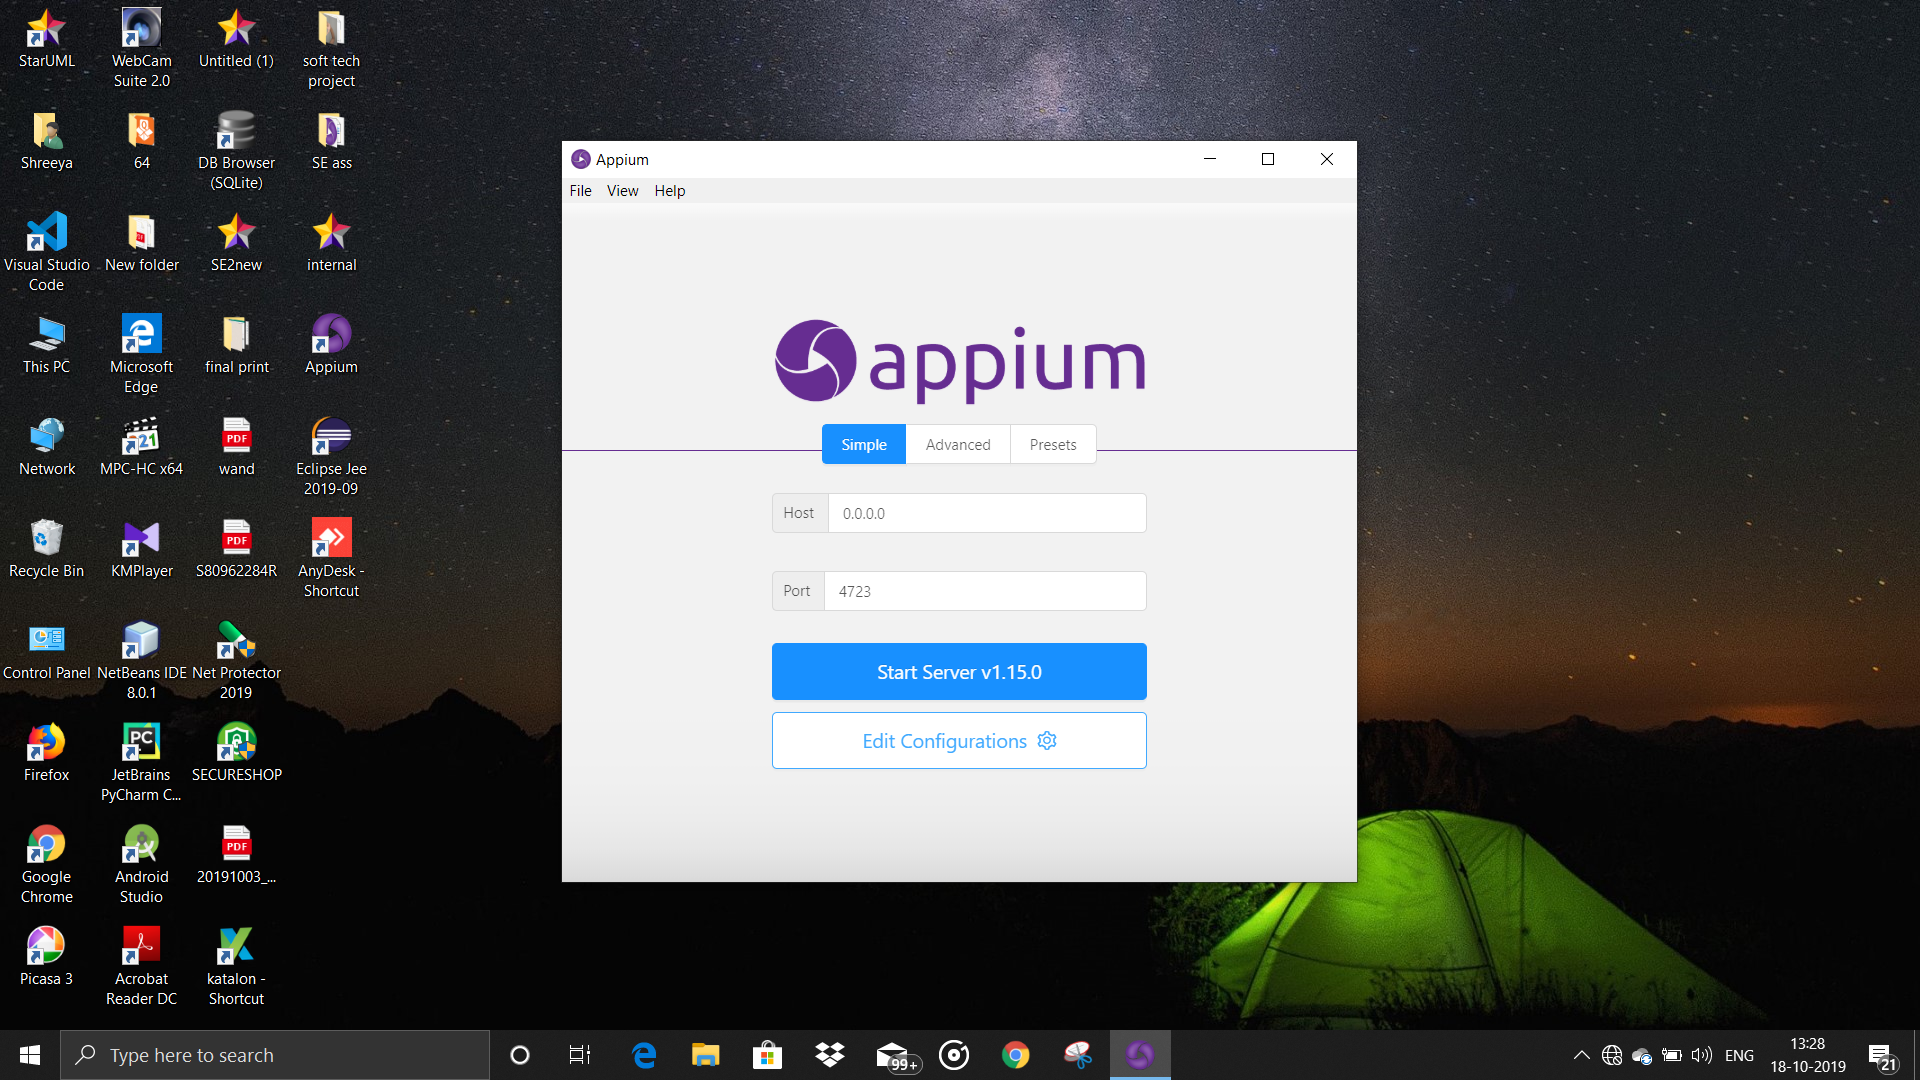 StarUML
WebCam
Suite 2.0
Untitled (1)
soft tech
project
Shreeya
64
DB Browser
(SQLite)
SE ass
Visual Studio
Code
New folder
SE2new
internal
This PC
Microsoft
Edge
final print
Appium
Network
MPC-HC x64
321
PDF
wand
Eclipse Jee
2019-09
Recycle Bin
KMPlayer
PDF
S80962284R
AnyDesk -
Shortcut
Control Panel
NetBeans IDE
8.0.1
Net Protector
2019
Firefox
PC
JetBrains
PyCharm C...
SECURESHOP
Google
Chrome
Android
Studio
PDF
20191003_...
Picasa 3
Acrobat
Reader DC
katalon -
Shortcut
Appium
File View Help
appium
Simple Advanced Presets
Host 0.0.0.0
Port 4723
Start Server v1.15.0
Edit Configurations
Type here to search
99+
ENG
13:28
18-10-2019
21